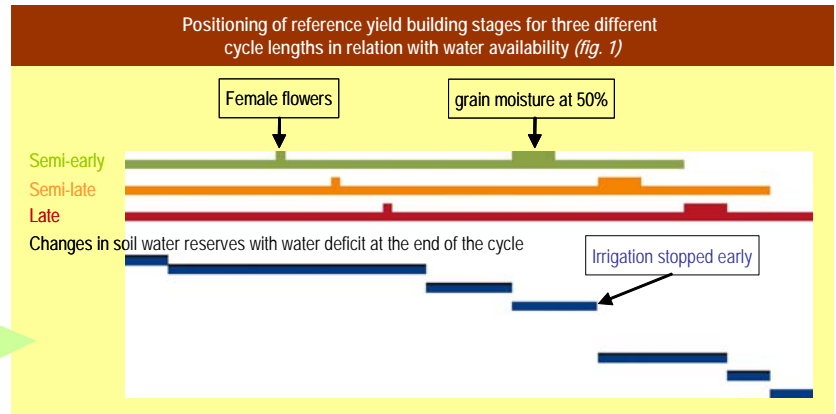 Positioning of reference yield building stages for three different
cycle lengths in relation with water availability (fig. 1)
Female flowers
grain moisture at 50%
Semi-early
Semi-late
Late
Changes in soil water reserves with water deficit at the end of the cycle
Irrigation stopped early